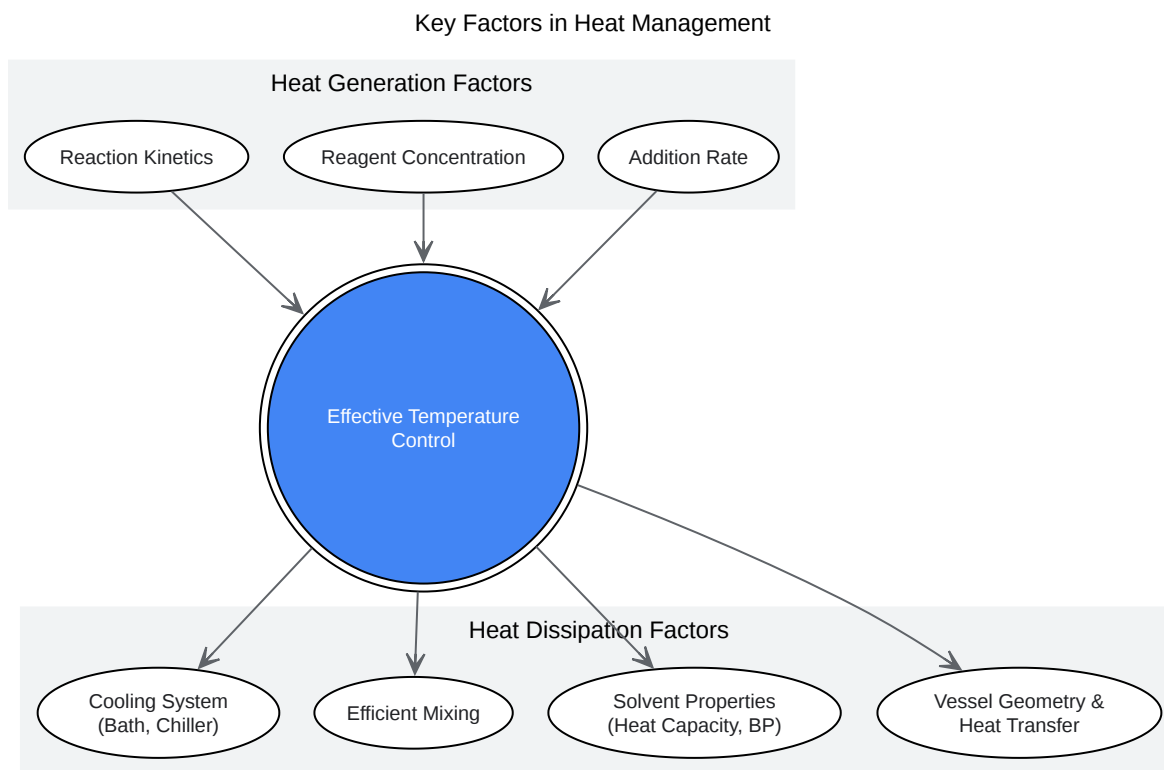 Key Factors in Heat Management
Heat Generation Factors
Reaction Kinetics
Reagent Concentration
Addition Rate
Effective Temperature
Control
Heat Dissipation Factors
Cooling System
(Bath, Chiller)
Efficient Mixing
Solvent Properties
(Heat Capacity, BP)
Vessel Geometry &
Heat Transfer